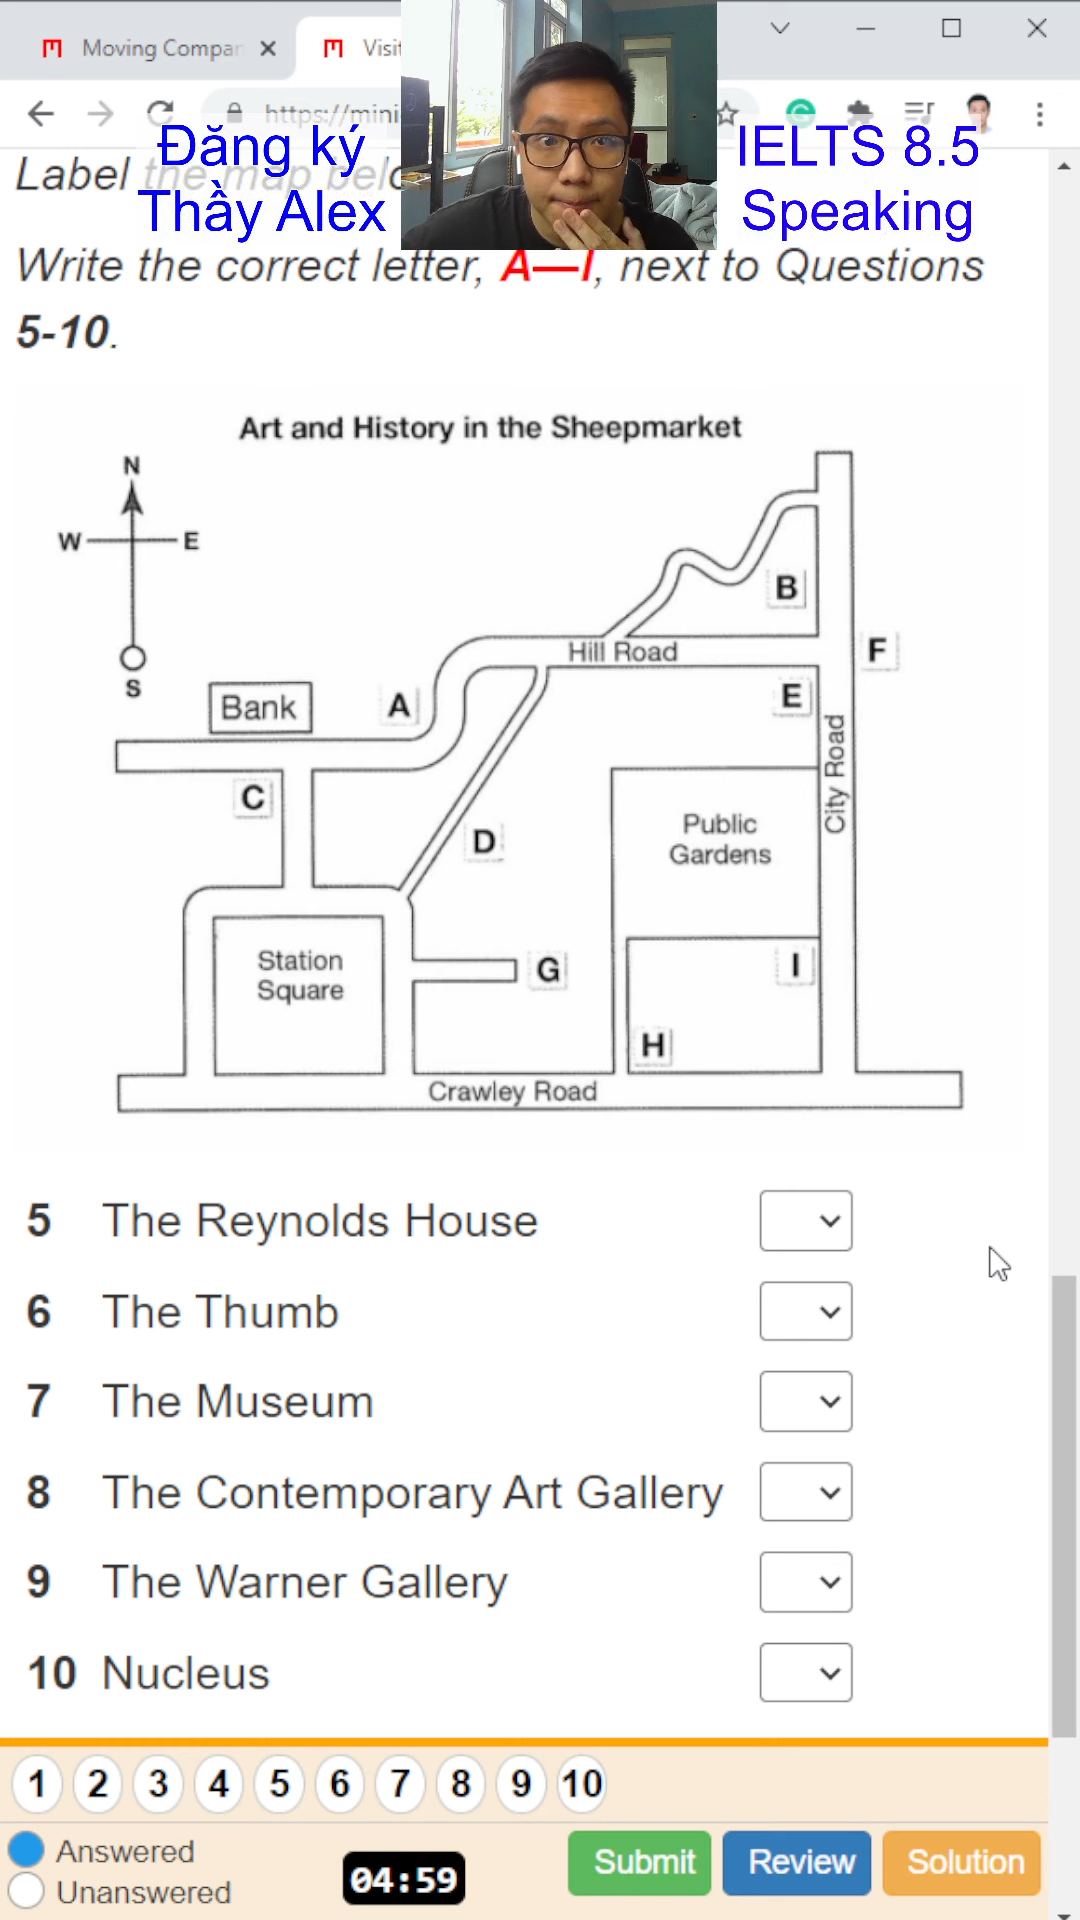 Moving Compar
Visit
https://mini
Đăng ký
Thầy Alex
IELTS 8.5
Speaking
Label the map belo
Write the correct letter, A—I, next to Questions
5-10.
Art and History in the Sheepmarket
N
W E
S
B
Hill Road
F
Bank
A
E
C
City Road
D
Public
Gardens
Station
Square
G
I
H
Crawley Road
5 The Reynolds House
6 The Thumb
7 The Museum
8 The Contemporary Art Gallery
9 The Warner Gallery
10 Nucleus
1 2 3 4 5 6 7 8 9 10
Answered
Unanswered
04:59
Submit
Review
Solution